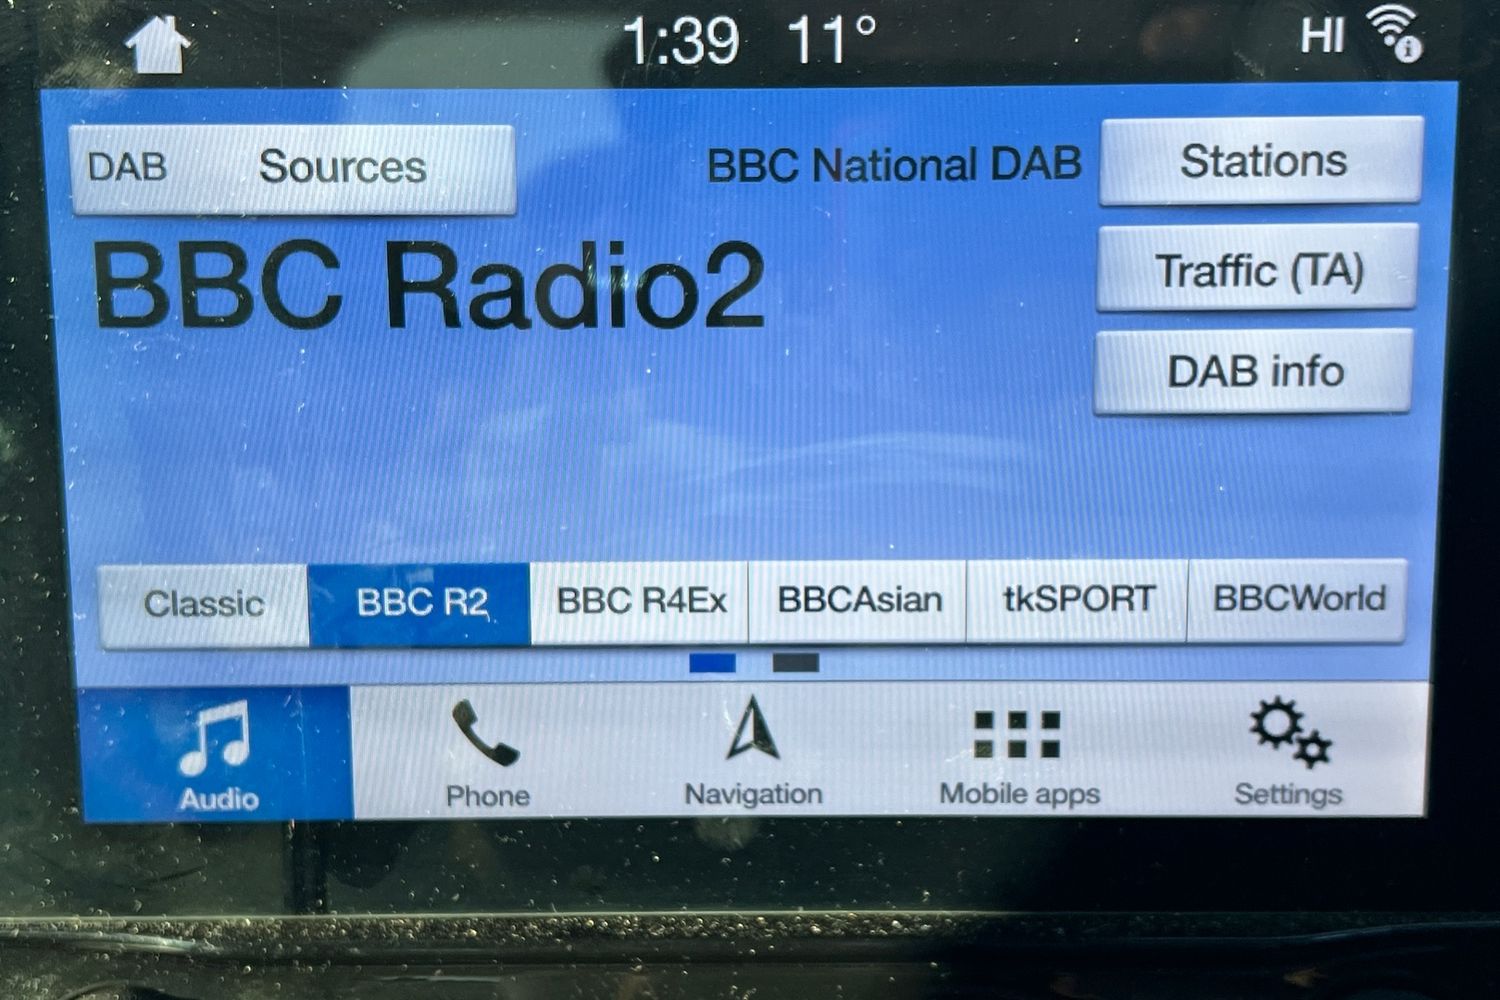 1:39 11° HI
DAB Sources BBC National DAB Stations
BBC Radio2
Traffic (TA)
DAB info
Classic BBC R2 BBC R4Ex BBCAsian tkSPORT BBCWorld
Audio Phone Navigation Mobile apps Settings